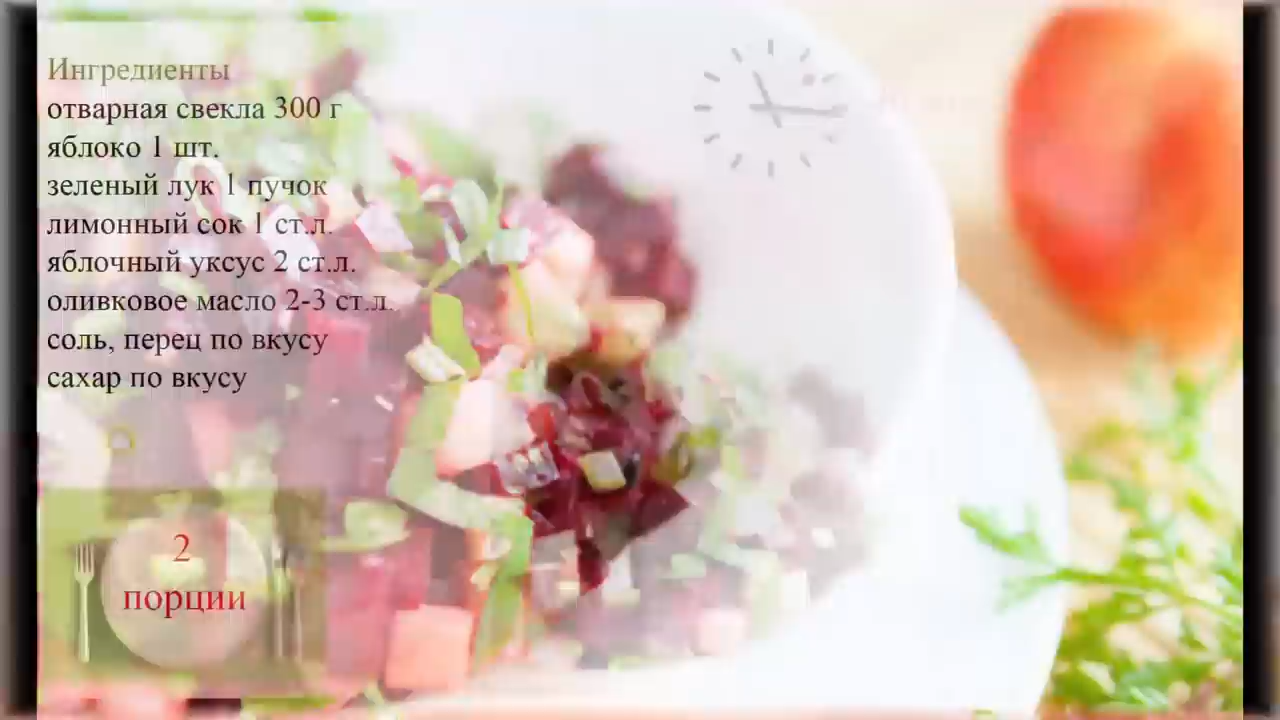 Ингредиенты
отварная свекла 300 г
яблоко 1 шт.
зеленый лук 1 пучок
лимонный сок 1 ст.л.
яблочный уксус 2 ст.л.
оливковое масло 2-3 ст.л.
соль, перец по вкусу
сахар по вкусу
2
порции